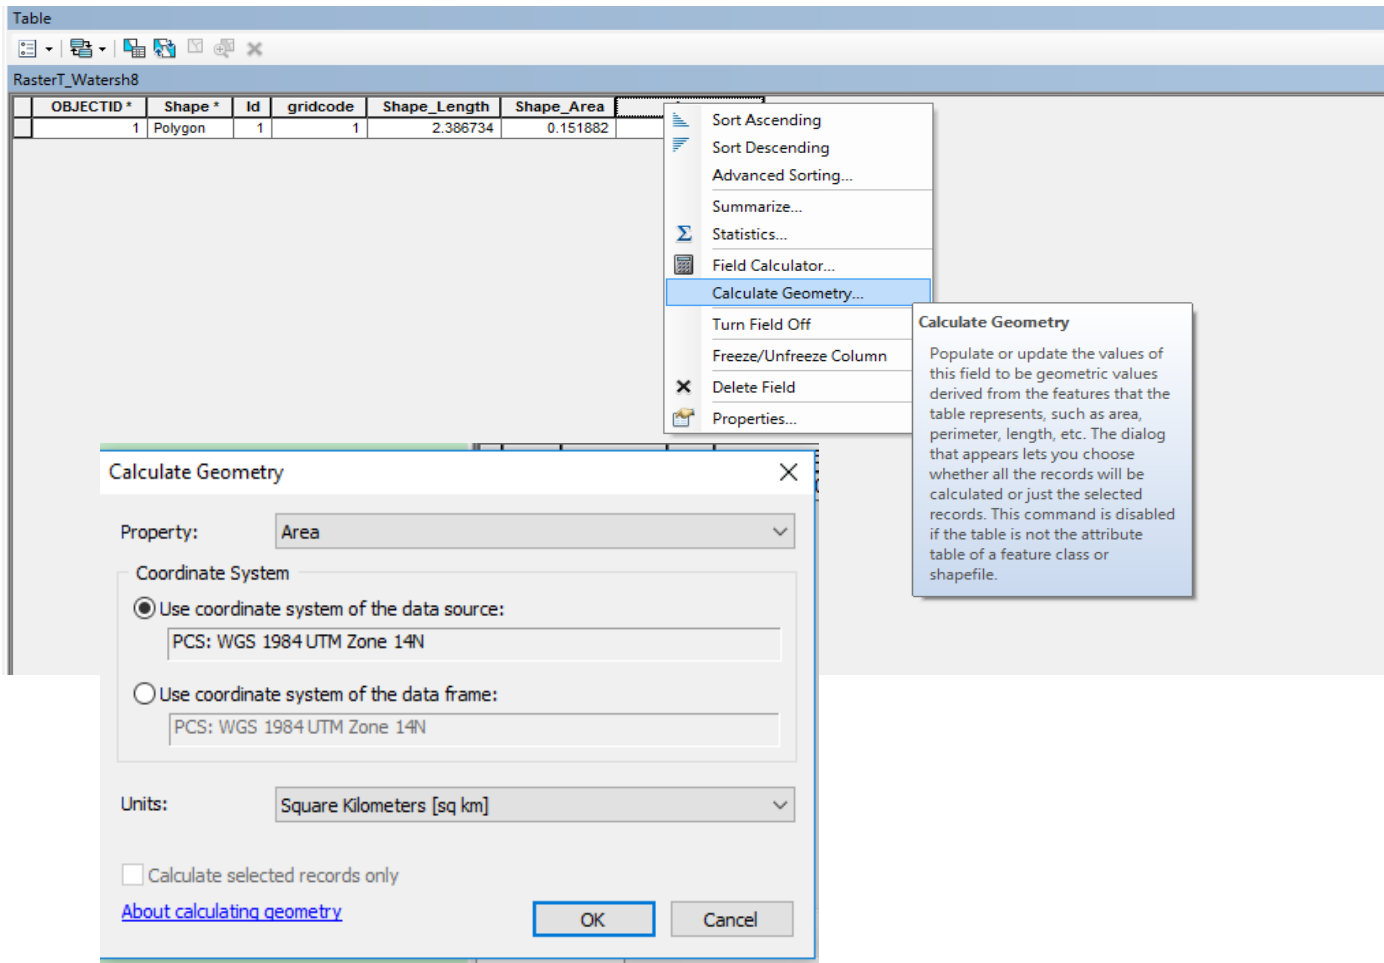 Table
RasterT_Watersh8
OBJECTID * Shape * Id gridcode Shape_Length Shape_Area
1 Polygon 1 1 2.386734 0.151882
Sort Ascending
Sort Descending
Advanced Sorting...
Summarize...
Statistics...
Field Calculator...
Calculate Geometry...
Turn Field Off
Freeze/Unfreeze Column
Delete Field
Properties...
Calculate Geometry
Populate or update the values of
this field to be geometric values
derived from the features that the
table represents, such as area,
perimeter, length, etc. The dialog
that appears lets you choose
whether all the records will be
calculated or just the selected
records. This command is disabled
if the table is not the attribute
table of a feature class or
shapefile.
Calculate Geometry
Property: Area
Coordinate System
Use coordinate system of the data source:
PCS: WGS 1984 UTM Zone 14N
Use coordinate system of the data frame:
PCS: WGS 1984 UTM Zone 14N
Units: Square Kilometers [sq km]
Calculate selected records only
About calculating geometry
OK Cancel